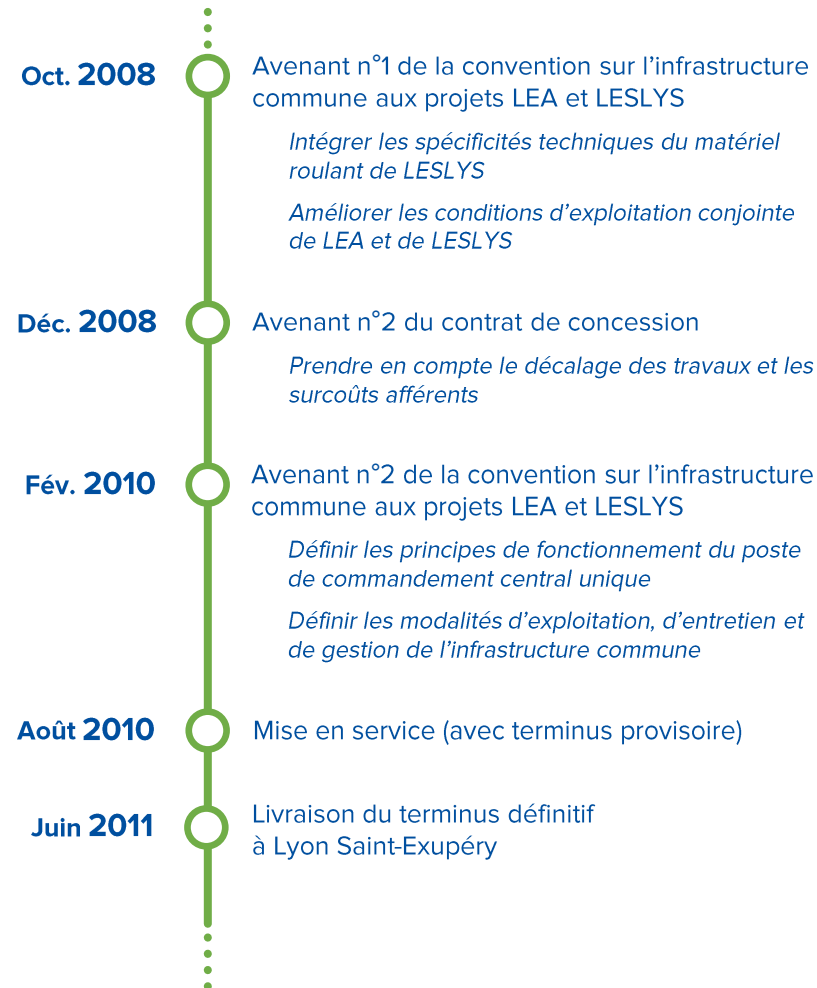 Oct. 2008
Avenant n°1 de la convention sur l’infrastructure
commune aux projets LEA et LESLYS
Intégrer les spécificités techniques du matériel
roulant de LESLYS
Améliorer les conditions d’exploitation conjointe
de LEA et de LESLYS
Déc. 2008
Avenant n°2 du contrat de concession
Prendre en compte le décalage des travaux et les
surcoûts afférents
Fév. 2010
Avenant n°2 de la convention sur l’infrastructure
commune aux projets LEA et LESLYS
Définir les principes de fonctionnement du poste
de commandement central unique
Définir les modalités d’exploitation, d’entretien et
de gestion de l’infrastructure commune
Août 2010
Mise en service (avec terminus provisoire)
Juin 2011
Livraison du terminus définitif
à Lyon Saint-Exupéry